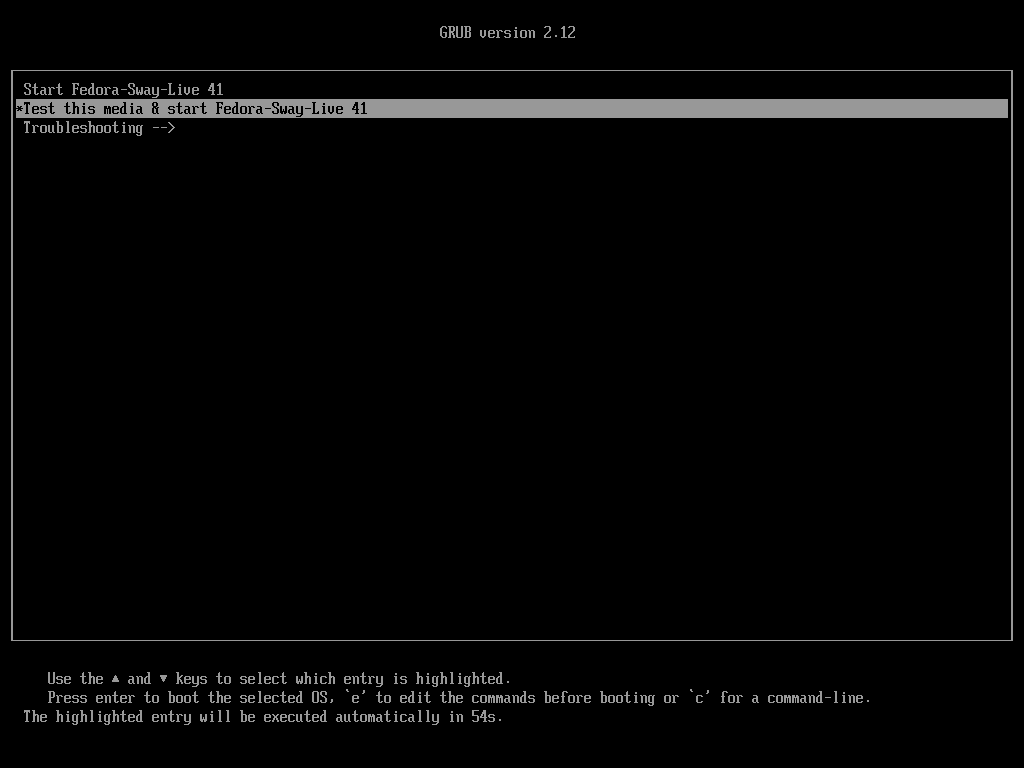 GRUB version 2.12
Start Fedora-Sway-Live 41
*Test this media & start Fedora-Sway-Live 41
Troubleshooting -->
Use the ▲ and ▼ keys to select which entry is highlighted.
Press enter to boot the selected OS, `e' to edit the commands before booting or `c' for a command-line.
The highlighted entry will be executed automatically in 54s.